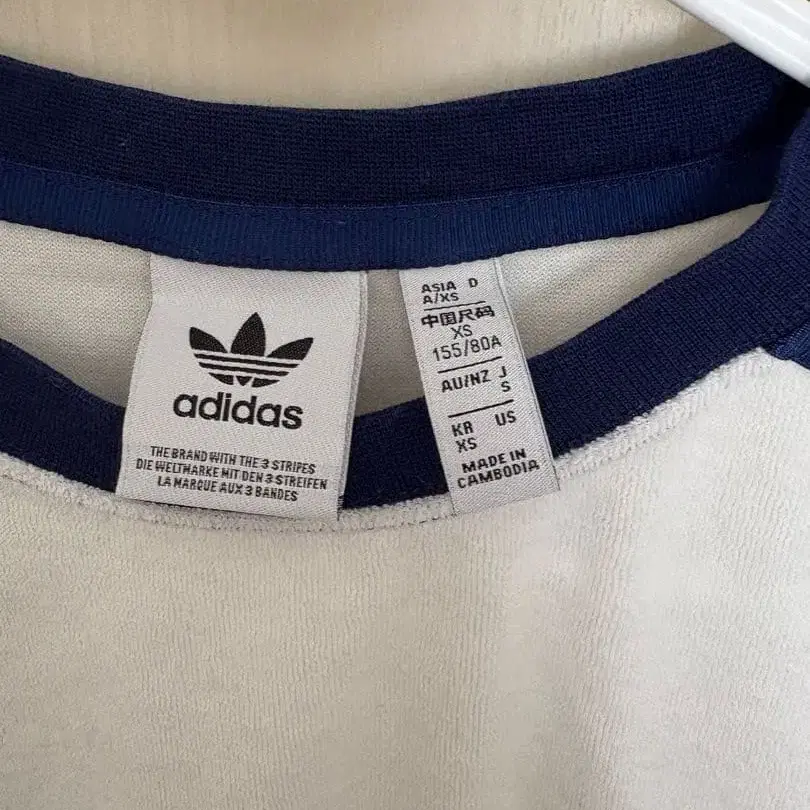 adidas
THE BRAND WITH THE 3 STRIPES
DIE WELTMARKE MIT DEN 3 STREIFEN
LA MARQUE AUX 3 BANDES
ASIA D
A/XS
中国尺码
XS
155/80A
AU/NZ J
S
KR US
XS
MADE IN
CAMBODIA